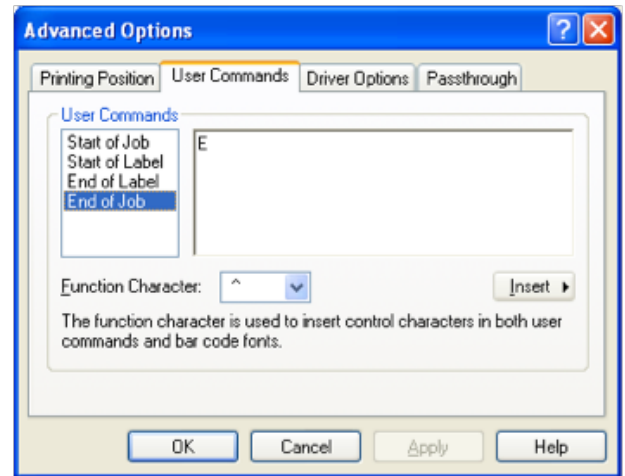 Advanced Options
Printing Position User Commands Driver Options Passthrough
User Commands
Start of Job
Start of Label
End of Label
End of Job
E
Function Character: ^ Insert
The function character is used to insert control characters in both user
commands and bar code fonts.
OK Cancel Apply Help